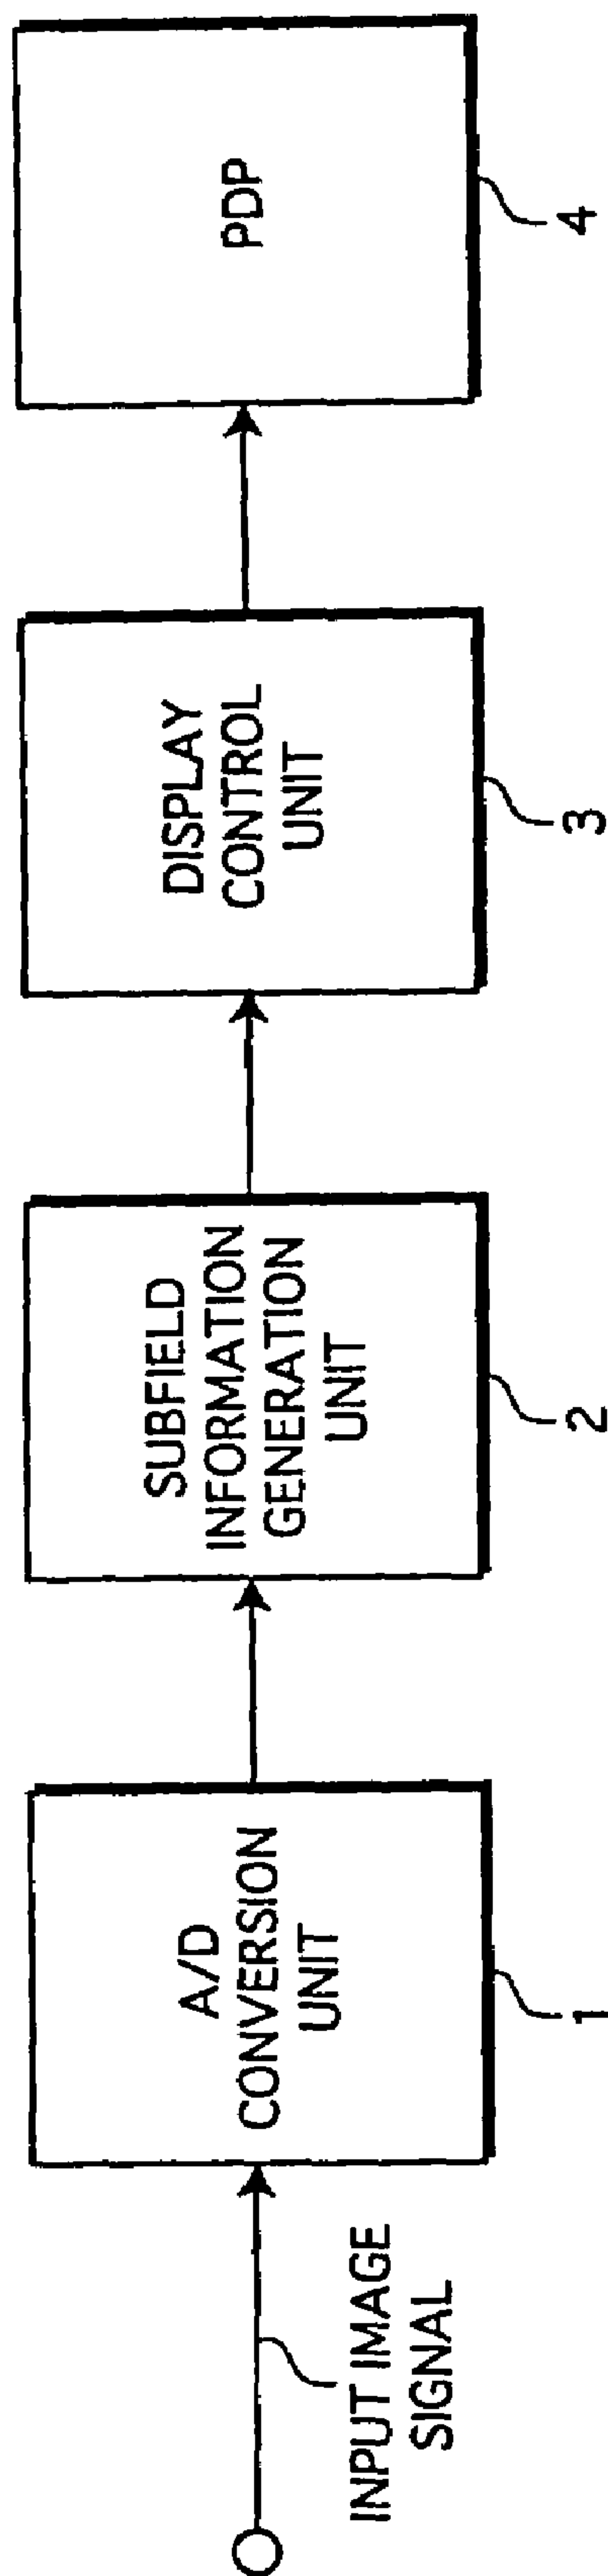 INPUT IMAGE
SIGNAL
A/D
CONVERSION
UNIT
1
SUBFIELD
INFORMATION
GENERATION
UNIT
2
DISPLAY
CONTROL
UNIT
3
PDP
4